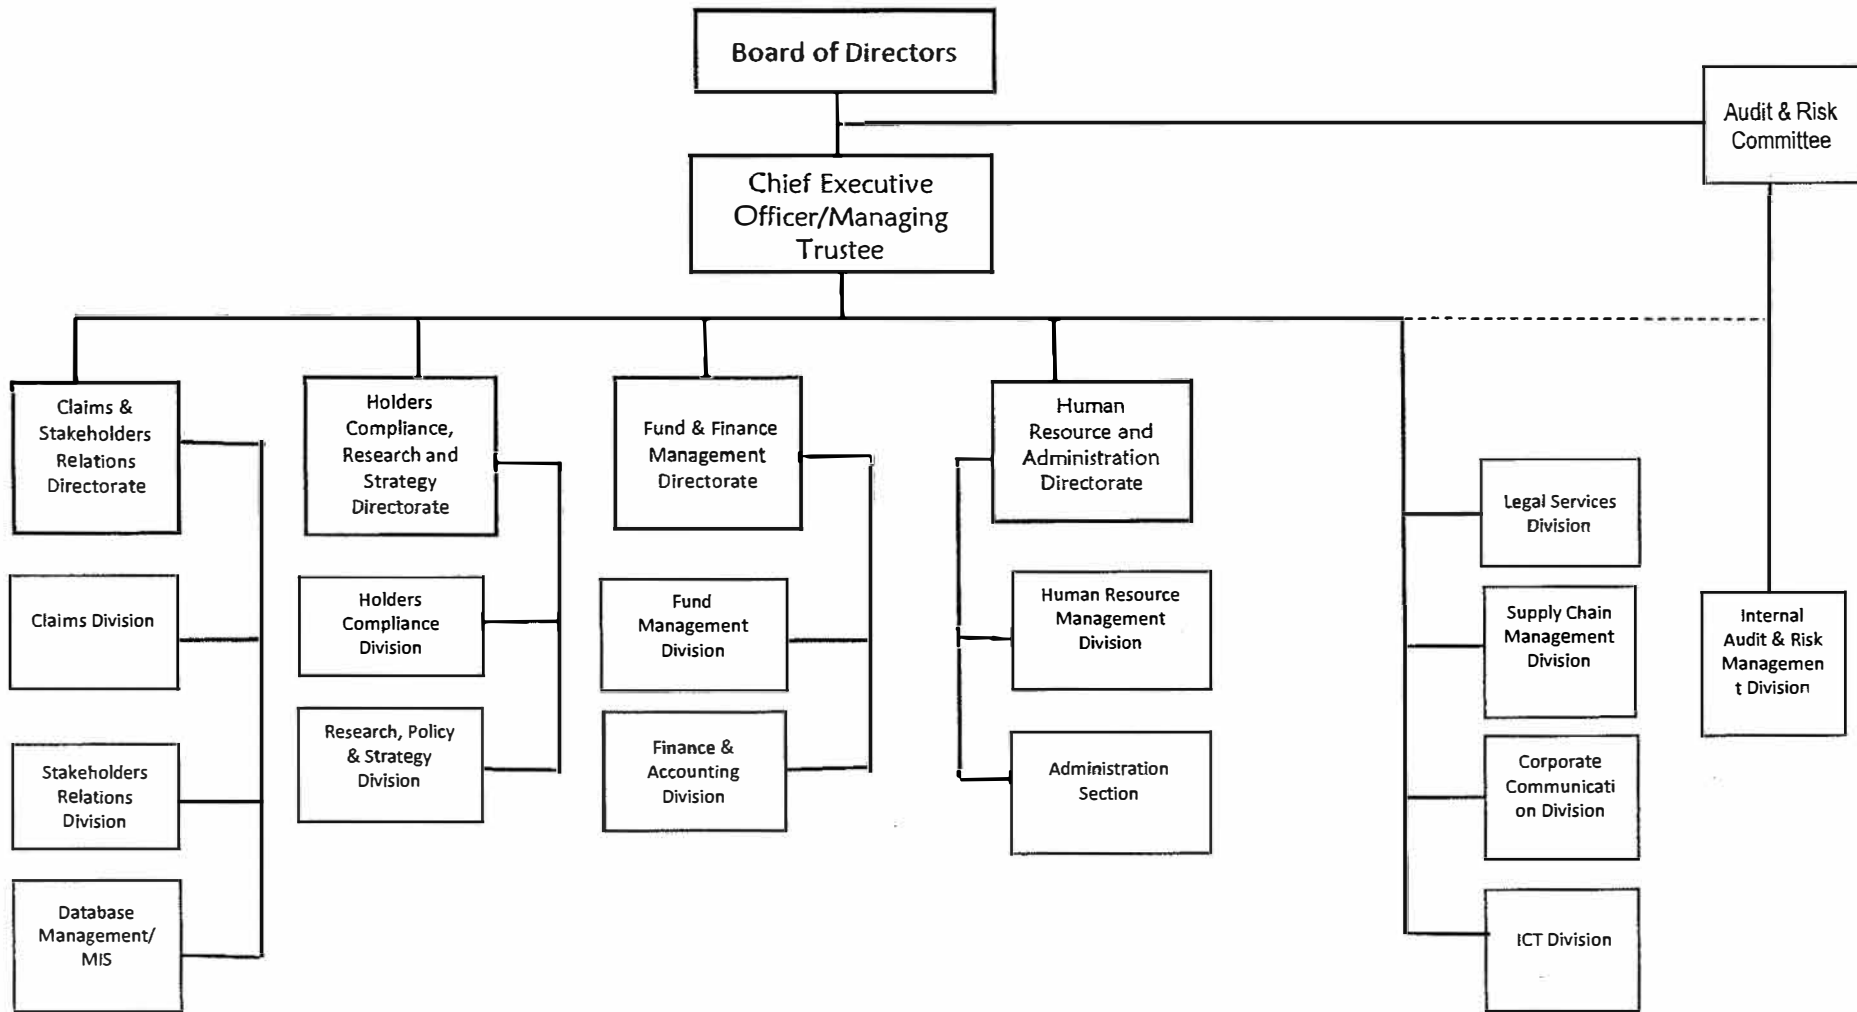 Board of Directors
Audit & Risk
Committee
Chief Executive
Officer/Managing
Trustee
Claims &
Stakeholders
Relations
Directorate
Holders
Compliance,
Research and
Strategy
Directorate
Fund & Finance
Management
Directorate
Human
Resource and
Administration
Directorate
Legal Services
Division
Claims Division
Holders
Compliance
Division
Fund
Management
Division
Human Resource
Management
Division
Supply Chain
Management
Division
Internal
Audit & Risk
Managemen
t Division
Stakeholders
Relations
Division
Research, Policy
& Strategy
Division
Finance &
Accounting
Division
Administration
Section
Corporate
Communicati
on Division
Database
Management/
MIS
ICT Division